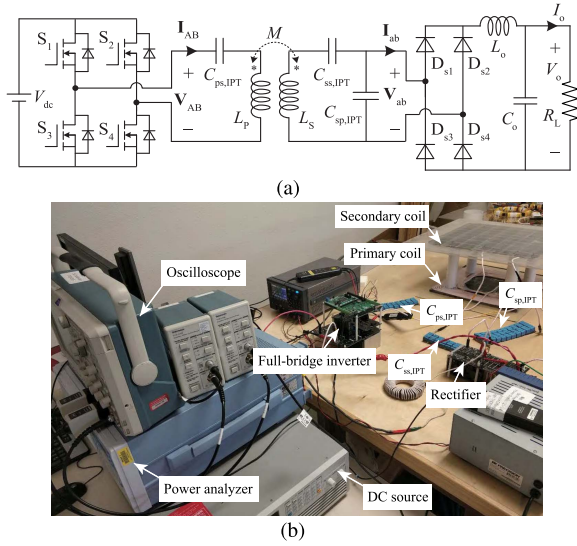 S1
S2
S3
S4
Vdc
IAB
+
VAB
−
Cps,IPT
M
*
*
LP
LS
Css,IPT
Csp,IPT
Iab
+
Vab
−
Ds1
Ds2
Ds3
Ds4
Lo
Co
Io
+
Vo
−
RL
(a)
Secondary coil
Primary coil
Oscilloscope
Csp,IPT
Cps,IPT
Full-bridge inverter
Css,IPT
Rectifier
Power analyzer
DC source
(b)